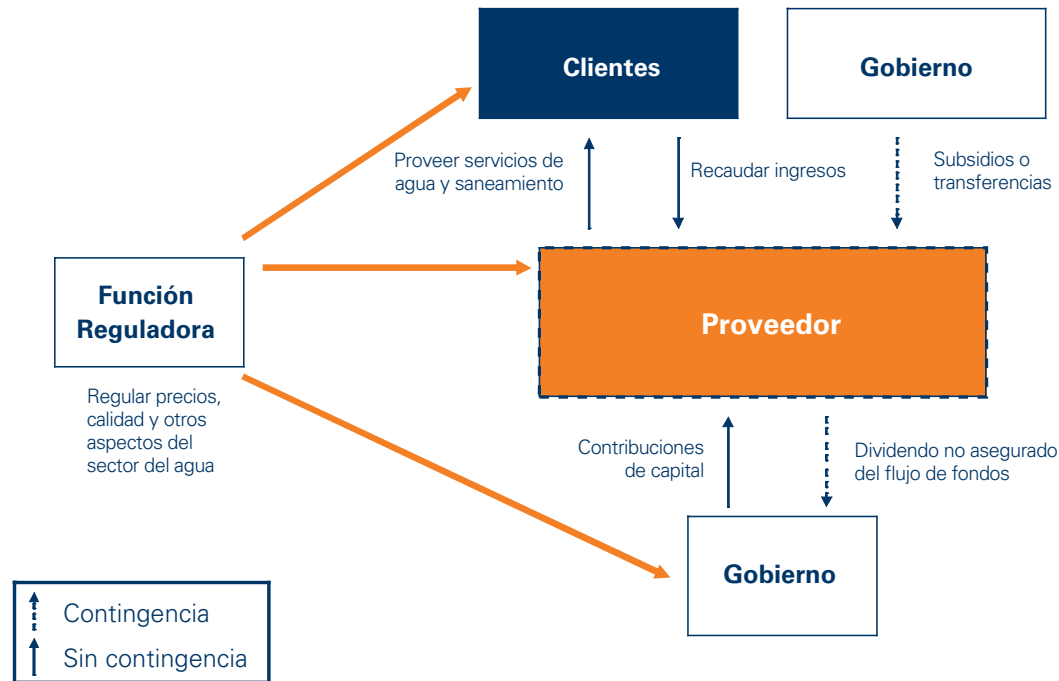 Clientes
Gobierno
Proveer servicios de
agua y saneamiento
Recaudar ingresos
Subsidios o
transferencias
Función
Reguladora
Proveedor
Regular precios,
calidad y otros
aspectos del
sector del agua
Contribuciones
de capital
Dividendo no asegurado
del flujo de fondos
Gobierno
Contingencia
Sin contingencia